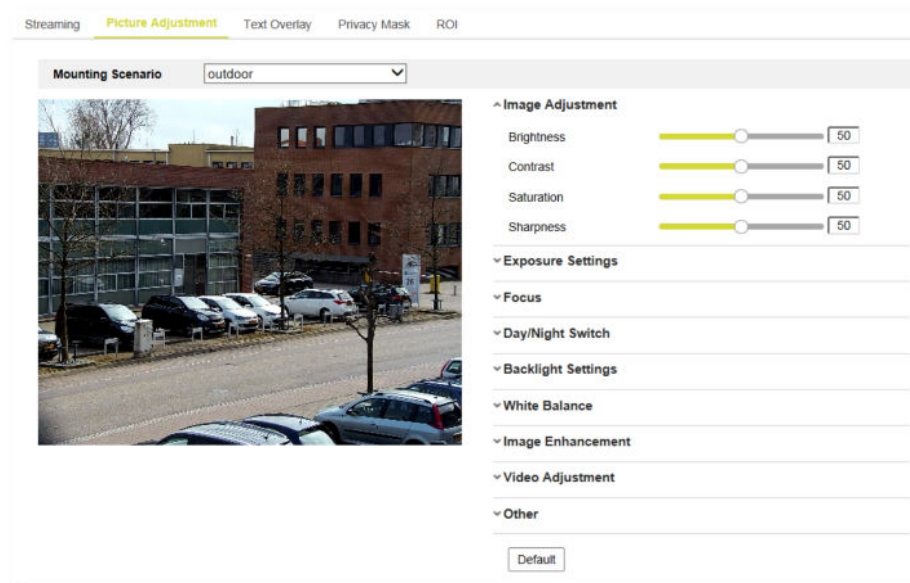 Streaming Picture Adjustment Text Overlay Privacy Mask ROI
Mounting Scenario outdoor
Image Adjustment
Brightness 50
Contrast 50
Saturation 50
Sharpness 50
Exposure Settings
Focus
Day/Night Switch
Backlight Settings
White Balance
Image Enhancement
Video Adjustment
Other
Default
26